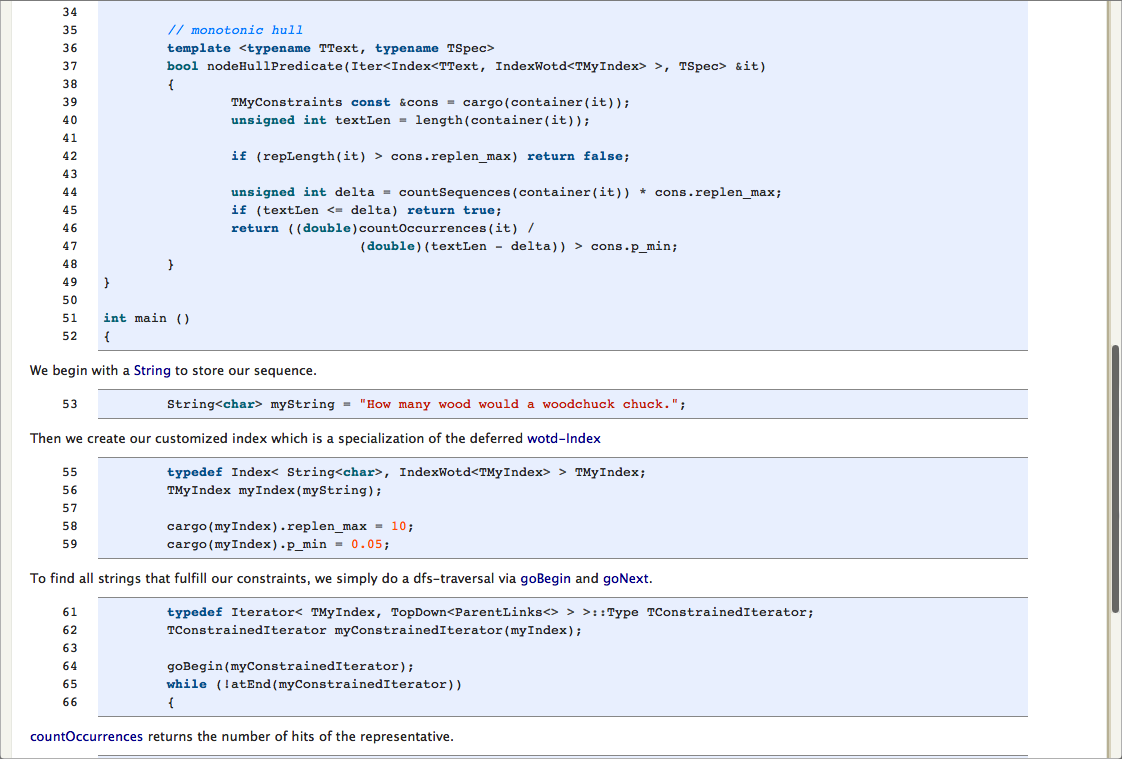 34
35 // monotonic hull
36 template <typename TText, typename TSpec>
37 bool nodeHullPredicate(Iter<Index<TText, IndexWotd<TMyIndex> >, TSpec> &it)
38 {
39 TMyConstraints const &cons = cargo(container(it));
40 unsigned int textLen = length(container(it));
41
42 if (repLength(it) > cons.replen_max) return false;
43
44 unsigned int delta = countSequences(container(it)) * cons.replen_max;
45 if (textLen <= delta) return true;
46 return ((double)countOccurrences(it) /
47 (double)(textLen - delta)) > cons.p_min;
48 }
49 }
50
51 int main ()
52 {
We begin with a String to store our sequence.
53 String<char> myString = "How many wood would a woodchuck chuck.";
Then we create our customized index which is a specialization of the deferred wotd-Index
55 typedef Index< String<char>, IndexWotd<TMyIndex> > TMyIndex;
56 TMyIndex myIndex(myString);
57
58 cargo(myIndex).replen_max = 10;
59 cargo(myIndex).p_min = 0.05;
To find all strings that fulfill our constraints, we simply do a dfs-traversal via goBegin and goNext.
61 typedef Iterator< TMyIndex, TopDown<ParentLinks<> > >::Type TConstrainedIterator;
62 TConstrainedIterator myConstrainedIterator(myIndex);
63
64 goBegin(myConstrainedIterator);
65 while (!atEnd(myConstrainedIterator))
66 {
countOccurrences returns the number of hits of the representative.